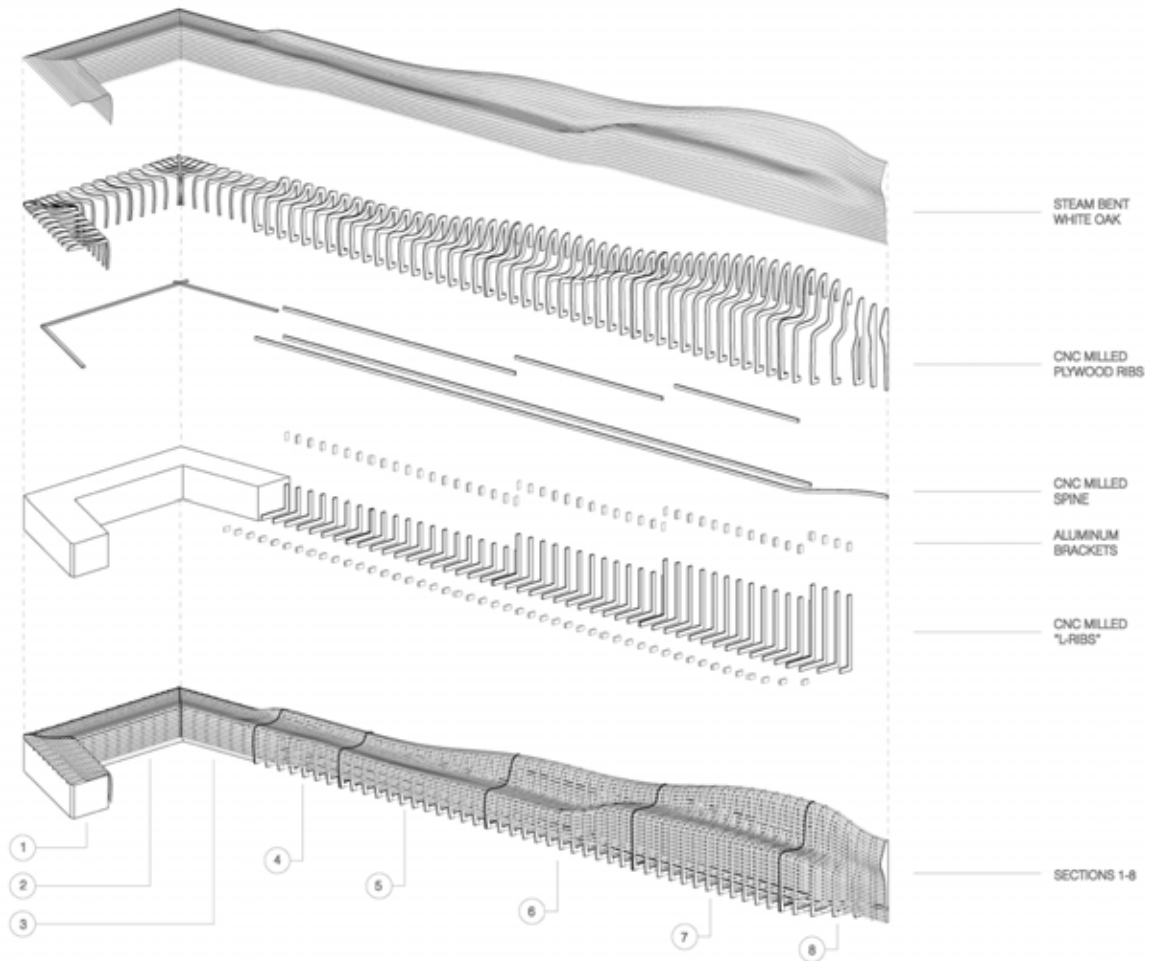 STEAM BENT
WHITE OAK
CNC MILLED
PLYWOOD RIBS
CNC MILLED
SPINE
ALUMINUM
BRACKETS
CNC MILLED
"L-RIBS"
SECTIONS 1-8
1
2
3
4
5
6
7
8